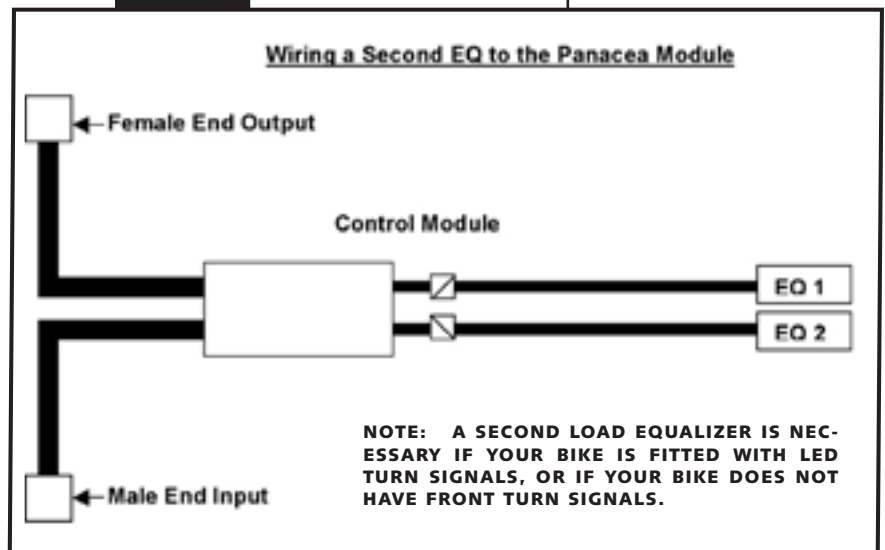 Wiring a Second EQ to the Panacea Module
Female End Output
Control Module
EQ 1
EQ 2
NOTE: A SECOND LOAD EQUALIZER IS NEC-
ESSARY IF YOUR BIKE IS FITTED WITH LED
TURN SIGNALS, OR IF YOUR BIKE DOES NOT
HAVE FRONT TURN SIGNALS.
Male End Input